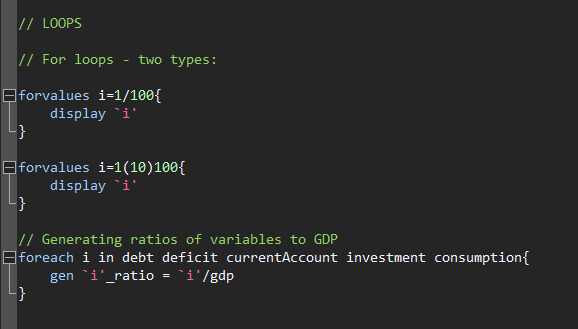 // LOOPS
// For loops - two types:
forvalues i=1/100{
display `i'
}
forvalues i=1(10)100{
display `i'
}
// Generating ratios of variables to GDP
foreach i in debt deficit currentAccount investment consumption{
gen `i'_ratio = `i'/gdp
}